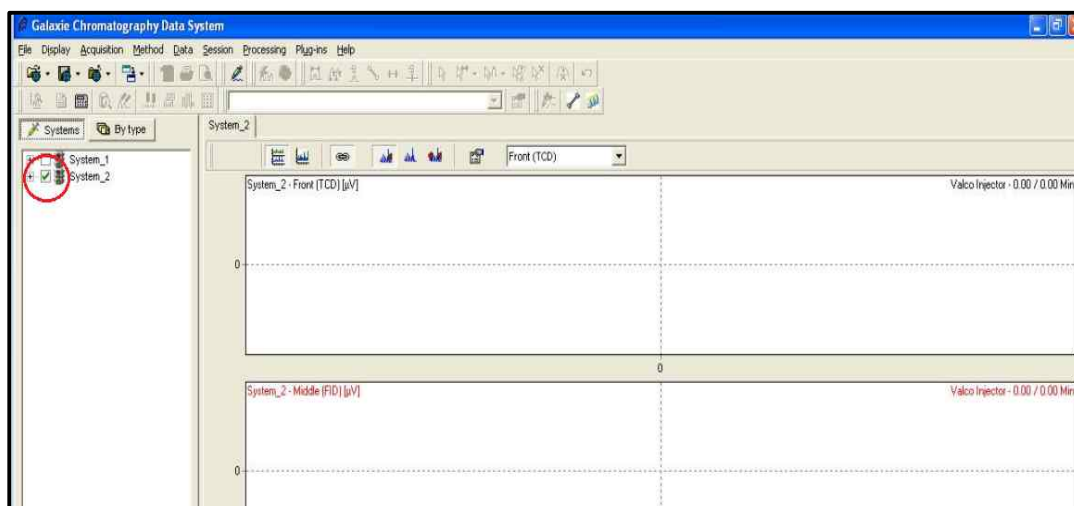 Galaxie Chromatography Data System
File Display Acquisition Method Data Session Processing Plug-ins Help
Systems By type System_2
System_1
System_2
Front (TCD)
System_2 - Front (TCD) [µV] Valco Injector - 0.00 / 0.00 Min
0
0
System_2 - Middle (FID) [µV] Valco Injector - 0.00 / 0.00 Min
0